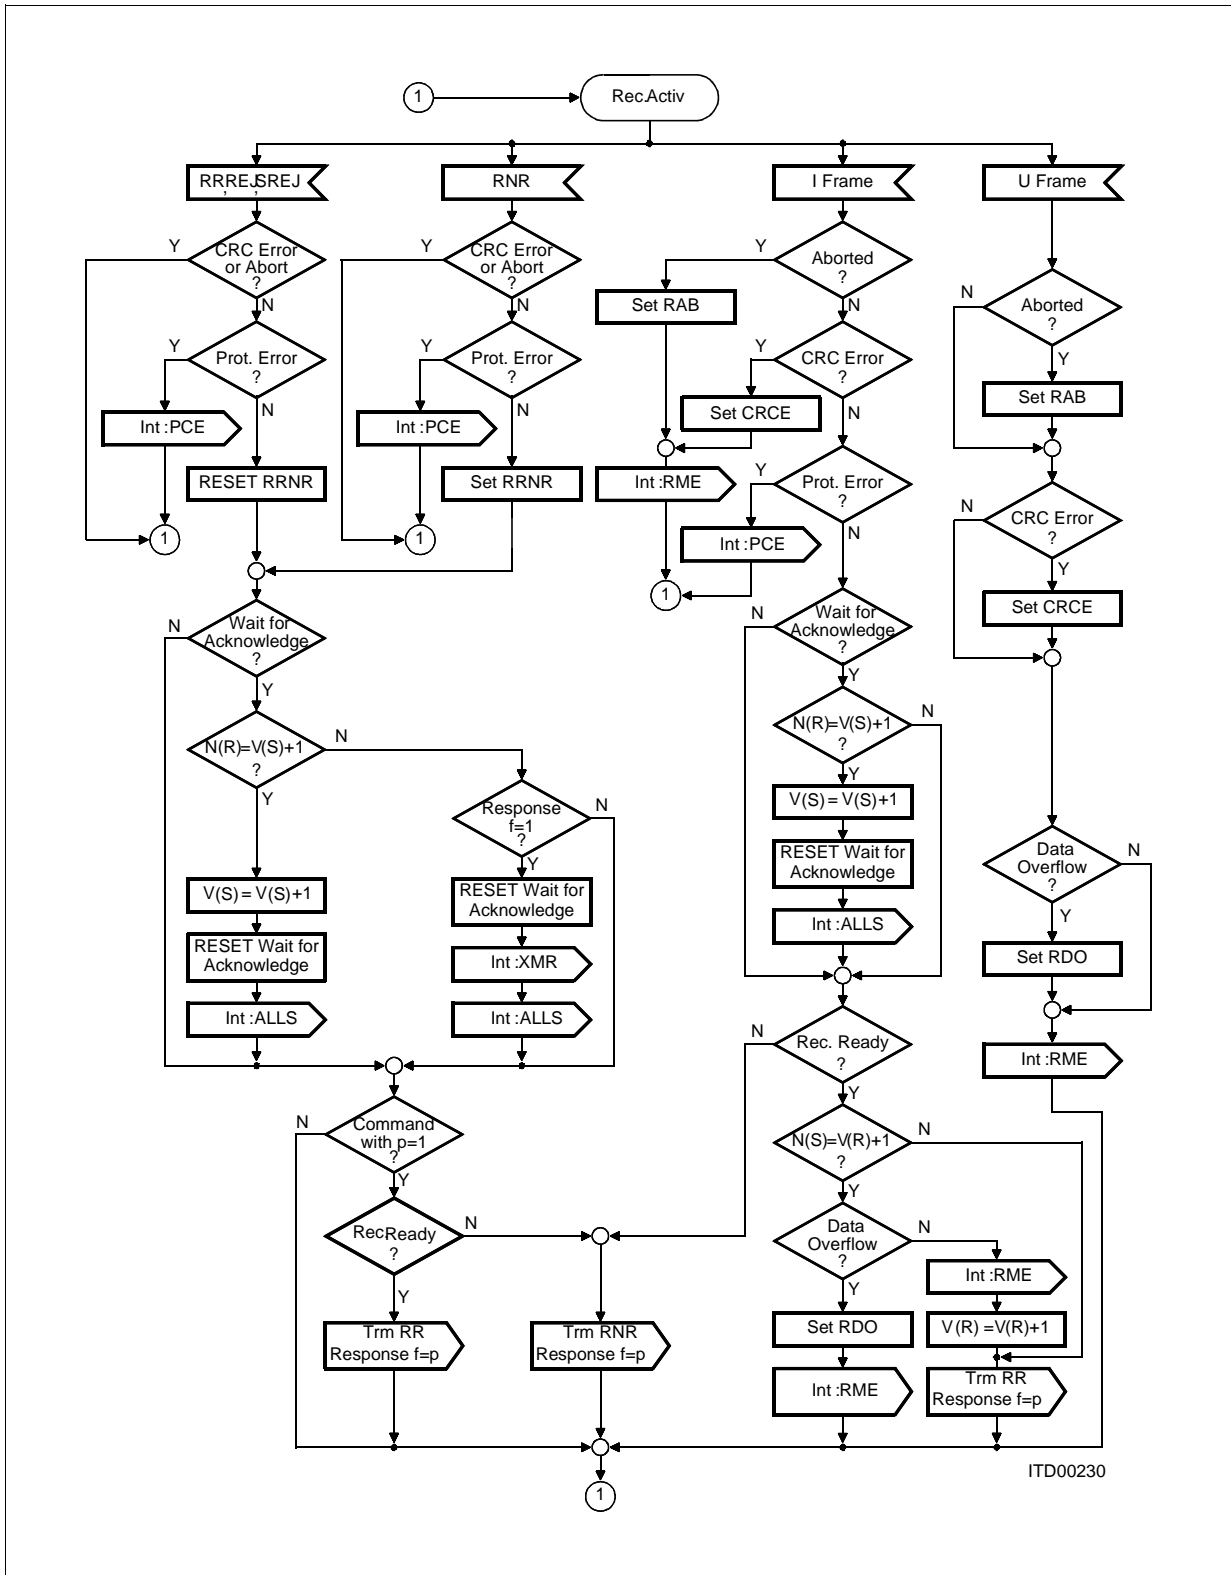 1
Rec.Activ
RR,REJ,SREJ
RNR
I Frame
U Frame
Y
CRC Error
or Abort
?
N
Y
CRC Error
or Abort
?
N
Y
Aborted
?
N
N
Aborted
?
Y
Set RAB
Set RAB
Y
Prot. Error
?
N
Y
Prot. Error
?
N
Y
CRC Error
?
N
Set CRCE
Int :PCE
Int :PCE
RESET RRNR
Set RRNR
Int :RME
Y
Prot. Error
?
N
N
CRC Error
?
Y
Int :PCE
Set CRCE
1
1
1
N
Wait for
Acknowledge
?
Y
N
Wait for
Acknowledge
?
Y
N(R)=V(S)+1
?
N
Y
N(R)=V(S)+1
?
N
Y
Response
f=1
?
N
Y
V(S) = V(S)+1
RESET Wait for
Acknowledge
Int :ALLS
V(S) = V(S)+1
RESET Wait for
Acknowledge
Int :ALLS
RESET Wait for
Acknowledge
Int :XMR
Int :ALLS
Data
Overflow
?
N
Y
Set RDO
Int :RME
N
Rec. Ready
?
Y
N
Command
with p=1
?
Y
N(S)=V(R)+1
?
N
Y
RecReady
?
N
Y
Data
Overflow
?
N
Y
Int :RME
V(R) =V(R)+1
Trm RR
Response f=p
Trm RNR
Response f=p
Set RDO
Int :RME
Trm RR
Response f=p
ITD00230
1